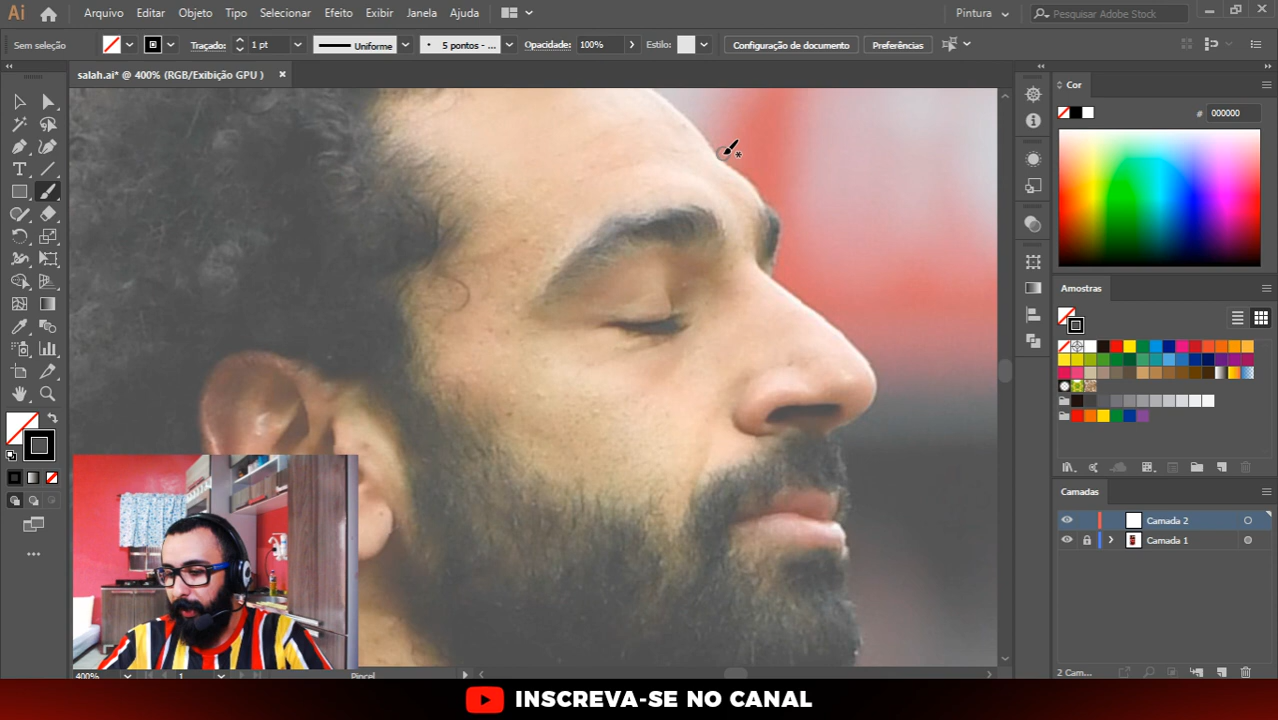 Ai Arquivo Editar Objeto Tipo Selecionar Efeito Exibir Janela Ajuda Pintura Pesquisar Adobe Stock
Sem seleção Traçado: 1 pt Uniforme 5 pontos - ... Opacidade: 100% Estilo: Configuração de documento Preferências
salah.ai* @ 400% (RGB/Exibição GPU )
Cor
# 000000
Amostras
Camadas
Camada 2
Camada 1
400% 1 Pincel 2 Cam...
INSCREVA-SE NO CANAL